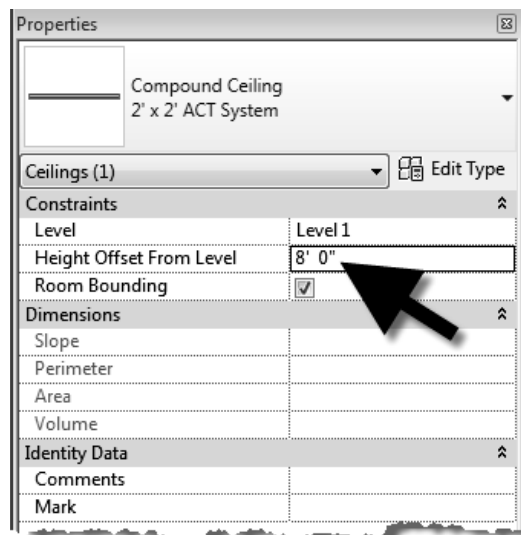 Properties
Compound Ceiling
2' x 2' ACT System
Ceilings (1) Edit Type
Constraints
Level Level 1
Height Offset From Level 8' 0"
Room Bounding
Dimensions
Slope
Perimeter
Area
Volume
Identity Data
Comments
Mark